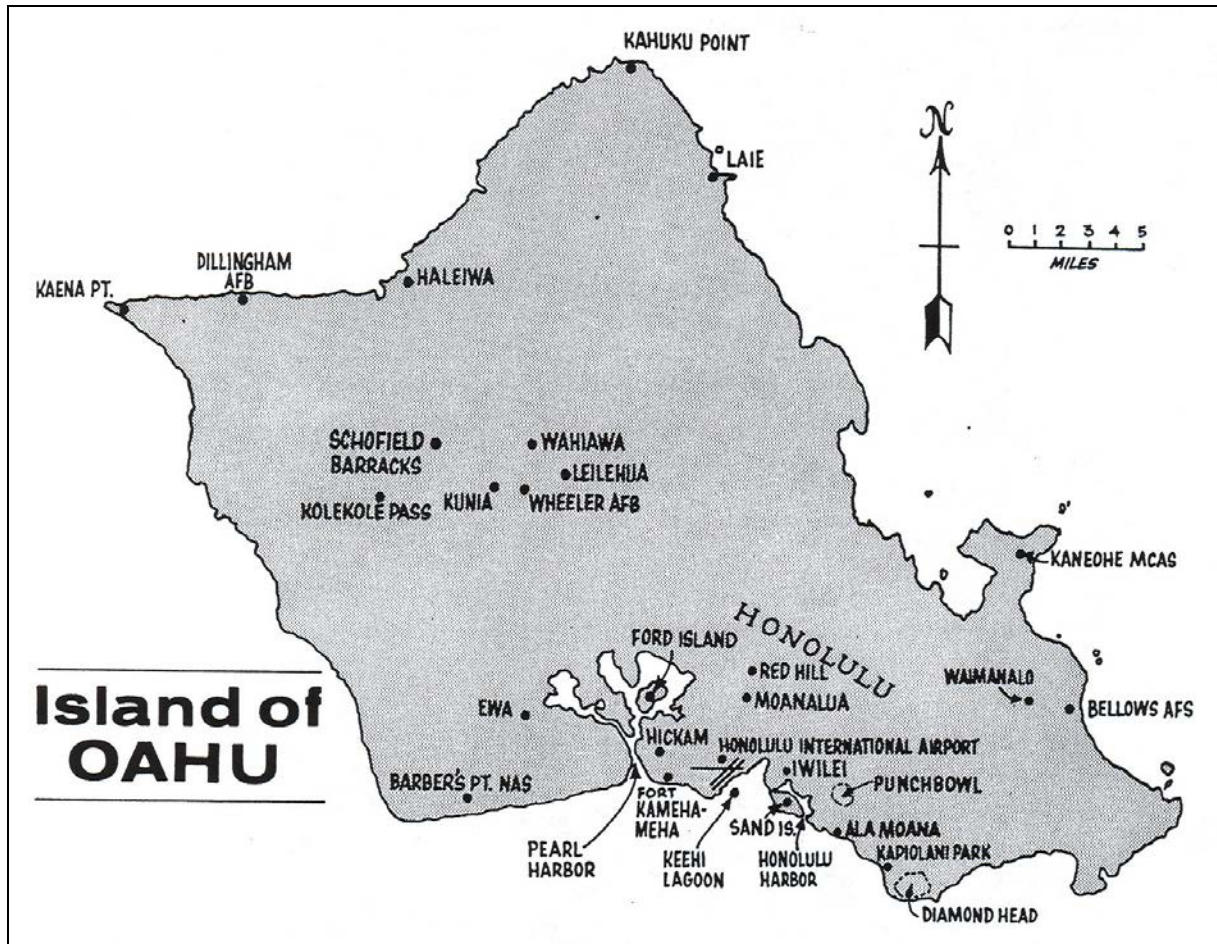 KAHUKU POINT
N
LAIE
0 1 2 3 4 5
MILES
DILLINGHAM
AFB
KAENA PT.
HALEIWA
SCHOFIELD
BARRACKS
WAHIAWA
LEILEHUA
KOLEKOLE PASS
KUNIA
WHEELER AFB
KANEOHE MCAS
HONOLULU
FORD ISLAND
RED HILL
WAIMANALO
MOANALUA
BELLOWS AFS
EWA
Island of
OAHU
HICKAM
HONOLULU INTERNATIONAL AIRPORT
IWILEI
PUNCHBOWL
BARBER'S PT. NAS
FORT
KAMEHA-
MEHA
SAND IS.
ALA MOANA
PEARL
HARBOR
KEEHI
LAGOON
HONOLULU
HARBOR
KAPIOLANI PARK
DIAMOND HEAD